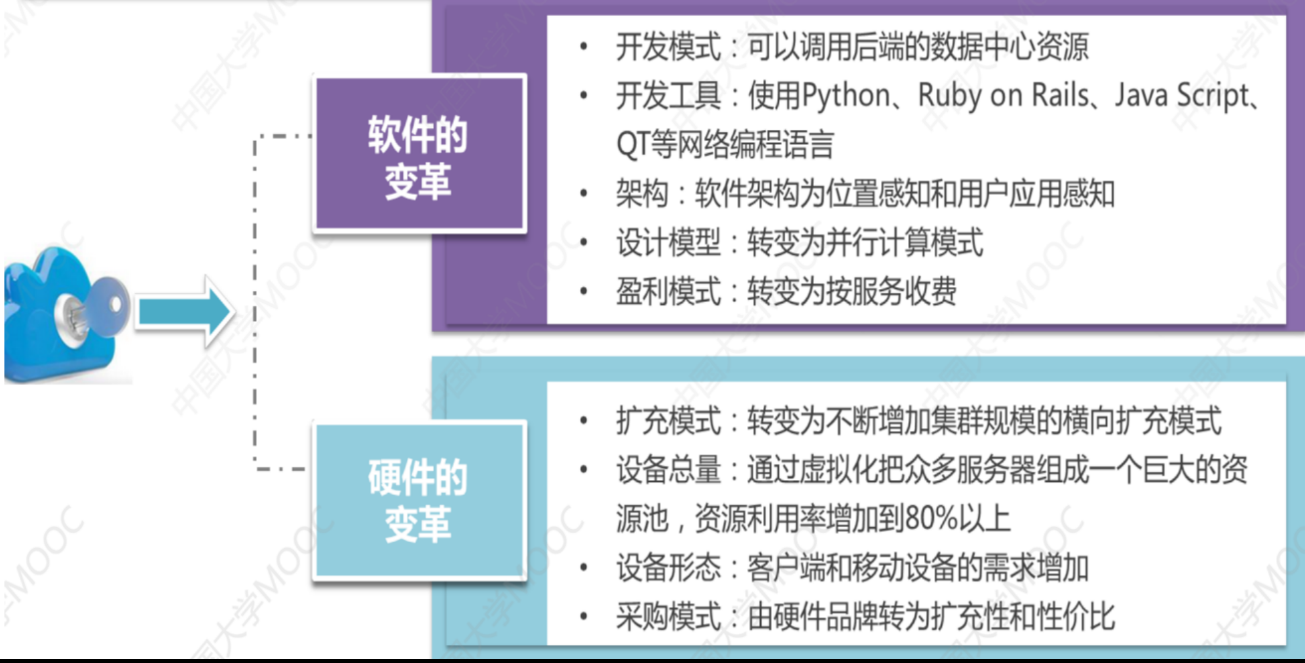 软件的
变革
• 开发模式：可以调用后端的数据中心资源
• 开发工具：使用Python、Ruby on Rails、Java Script、
QT等网络编程语言
• 架构：软件架构为位置感知和用户应用感知
• 设计模型：转变为并行计算模式
• 盈利模式：转变为按服务收费
硬件的
变革
• 扩充模式：转变为不断增加集群规模的横向扩充模式
• 设备总量：通过虚拟化把众多服务器组成一个巨大的资
源池，资源利用率增加到80%以上
• 设备形态：客户端和移动设备的需求增加
• 采购模式：由硬件品牌转为扩充性和性价比
中国大学MOOC